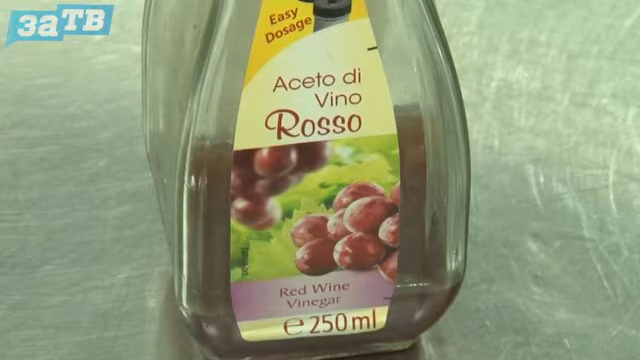 заТВ
Easy
Dosage
Aceto di
Vino
Rosso
Red Wine
Vinegar
e 250 ml